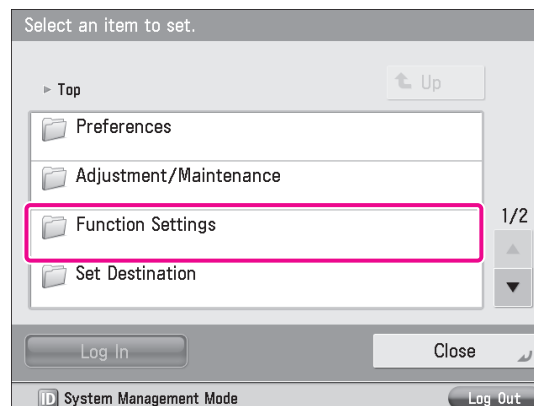 Select an item to set.
Top
Up
Preferences
Adjustment/Maintenance
Function Settings
1/2
Set Destination
Log In
Close
ID System Management Mode
Log Out